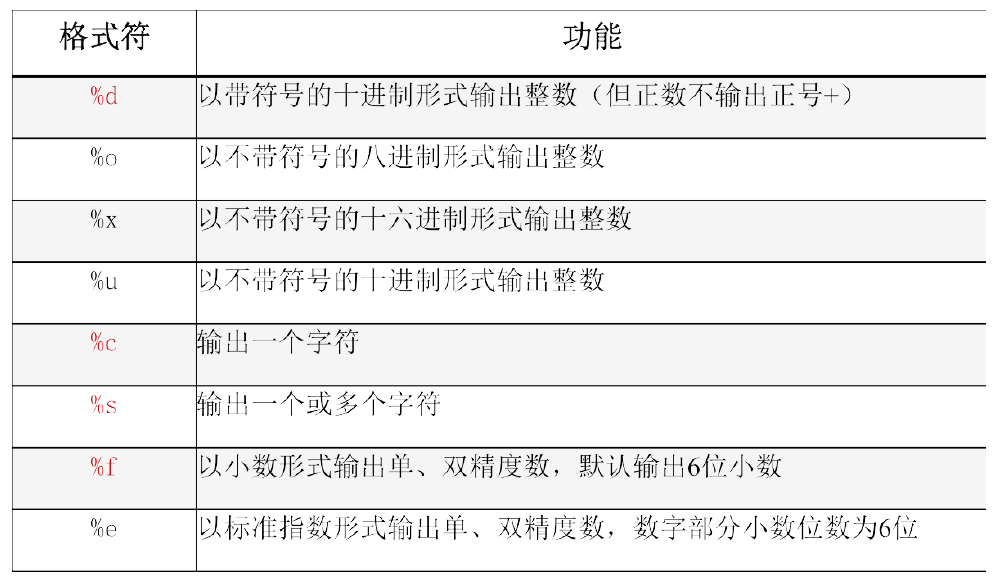 格式符 功能
%d 以带符号的十进制形式输出整数（但正数不输出正号+）
%o 以不带符号的八进制形式输出整数
%x 以不带符号的十六进制形式输出整数
%u 以不带符号的十进制形式输出整数
%c 输出一个字符
%s 输出一个或多个字符
%f 以小数形式输出单、双精度数，默认输出6位小数
%e 以标准指数形式输出单、双精度数，数字部分小数位数为6位